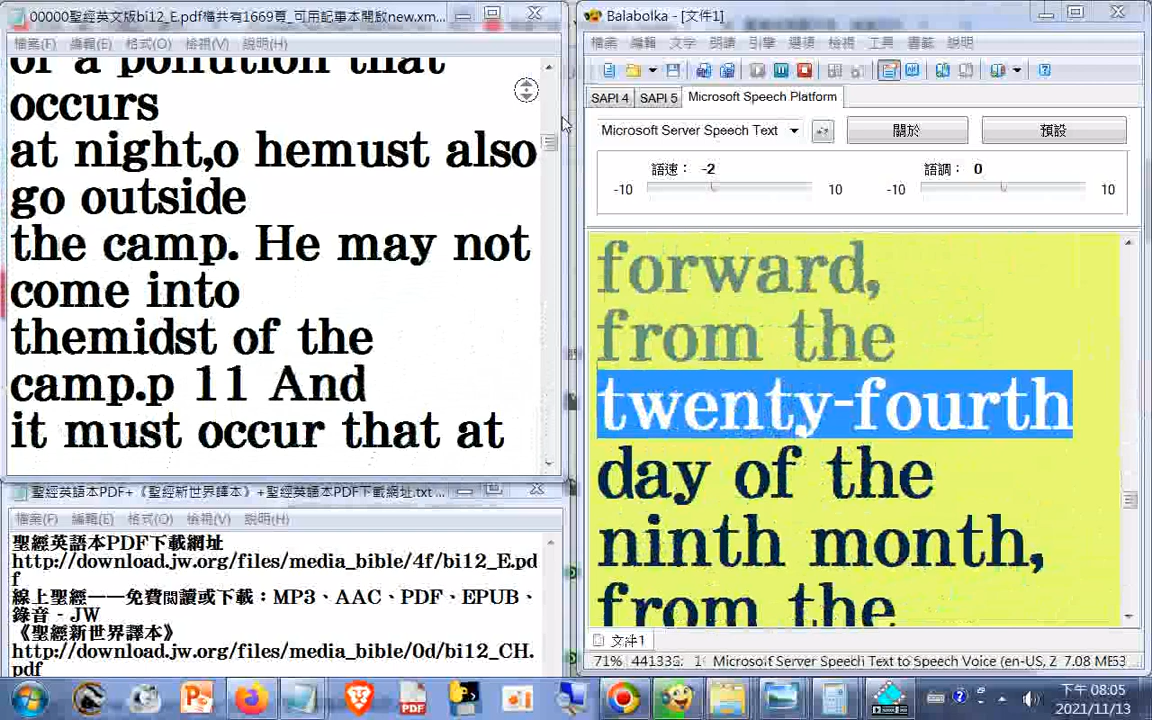 00000聖經英文版bi12_E.pdf檔共有1669頁_可用記事本開啟new.xm...
檔案(F) 編輯(E) 格式(O) 檢視(V) 說明(H)
of a pollution that
occurs
at night,o hemust also
go outside
the camp. He may not
come into
themidst of the
camp.p 11 And
it must occur that at
聖經英語本PDF+《聖經新世界譯本》+聖經英語本PDF下載網址.txt ...
檔案(F) 編輯(E) 格式(O) 檢視(V) 說明(H)
聖經英語本PDF下載網址
http://download.jw.org/files/media_bible/4f/bi12_E.pd
f
線上聖經——免費閱讀或下載：MP3、AAC、PDF、EPUB、
錄音 - JW
《聖經新世界譯本》
http://download.jw.org/files/media_bible/0d/bi12_CH.
pdf
Balabolka - [文件1]
檔案 編輯 文字 朗讀 引擎 選項 檢視 工具 書籤 說明
SAPI 4 SAPI 5 Microsoft Speech Platform
Microsoft Server Speech Text 關於 預設
語速： -2 語調： 0
-10 10 -10 10
forward,
from the
twenty-fourth
day of the
ninth month,
from the
文件1
71% Microsoft Server Speech Text to Speech Voice (en-US, Z 7.08 ME
下午 08:05
2021/11/13